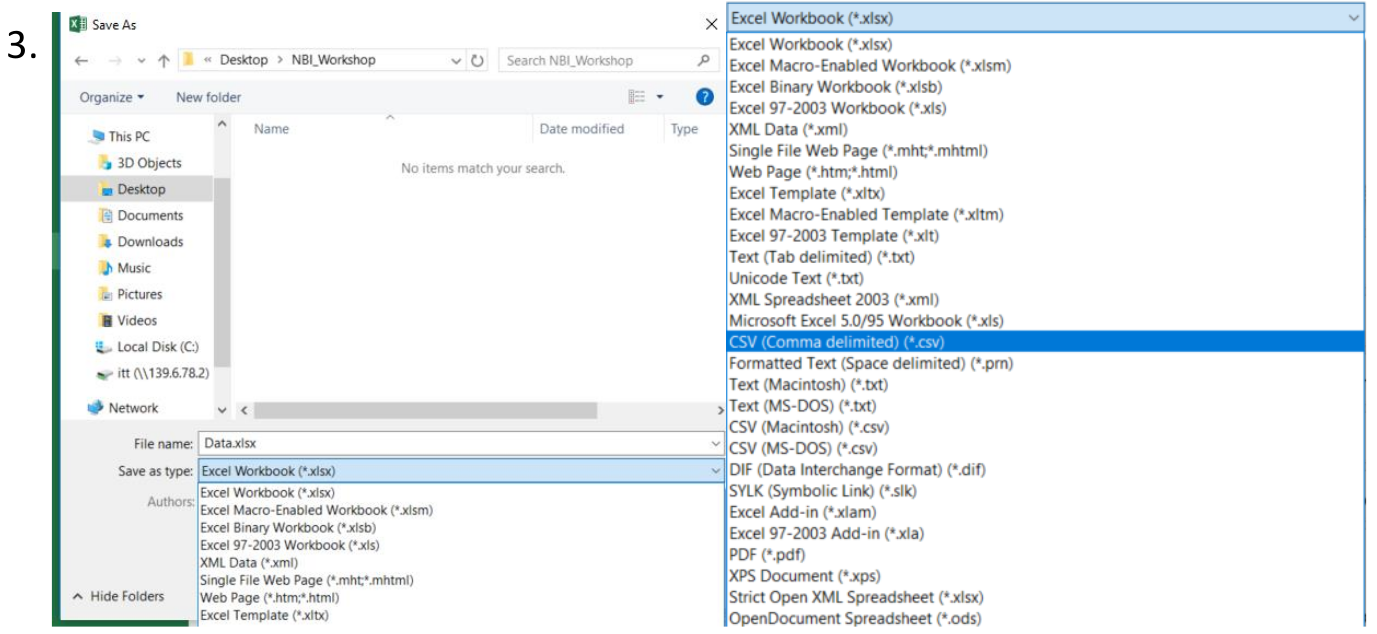 3.
Save As
« Desktop > NBI_Workshop
Search NBI_Workshop
Organize
New folder
?
This PC
3D Objects
Desktop
Documents
Downloads
Music
Pictures
Videos
Local Disk (C:)
itt (\\139.6.78.2)
Network
Name
Date modified
Type
No items match your search.
File name:
Data.xlsx
Save as type:
Excel Workbook (*.xlsx)
Authors:
Excel Workbook (*.xlsx)
Excel Macro-Enabled Workbook (*.xlsm)
Excel Binary Workbook (*.xlsb)
Excel 97-2003 Workbook (*.xls)
XML Data (*.xml)
Single File Web Page (*.mht;*.mhtml)
Web Page (*.htm;*.html)
Excel Template (*.xltx)
Hide Folders
Excel Workbook (*.xlsx)
Excel Workbook (*.xlsx)
Excel Macro-Enabled Workbook (*.xlsm)
Excel Binary Workbook (*.xlsb)
Excel 97-2003 Workbook (*.xls)
XML Data (*.xml)
Single File Web Page (*.mht;*.mhtml)
Web Page (*.htm;*.html)
Excel Template (*.xltx)
Excel Macro-Enabled Template (*.xltm)
Excel 97-2003 Template (*.xlt)
Text (Tab delimited) (*.txt)
Unicode Text (*.txt)
XML Spreadsheet 2003 (*.xml)
Microsoft Excel 5.0/95 Workbook (*.xls)
CSV (Comma delimited) (*.csv)
Formatted Text (Space delimited) (*.prn)
Text (Macintosh) (*.txt)
Text (MS-DOS) (*.txt)
CSV (Macintosh) (*.csv)
CSV (MS-DOS) (*.csv)
DIF (Data Interchange Format) (*.dif)
SYLK (Symbolic Link) (*.slk)
Excel Add-in (*.xlam)
Excel 97-2003 Add-in (*.xla)
PDF (*.pdf)
XPS Document (*.xps)
Strict Open XML Spreadsheet (*.xlsx)
OpenDocument Spreadsheet (*.ods)